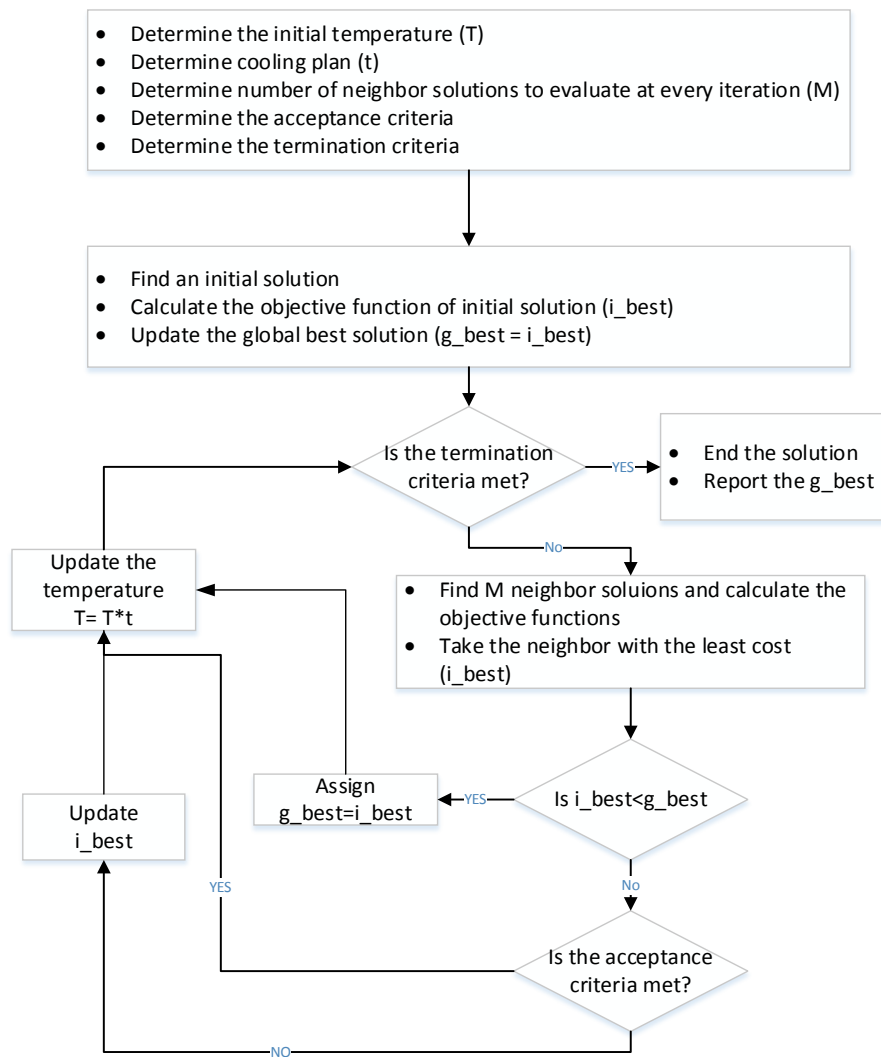 • Determine the initial temperature (T)
• Determine cooling plan (t)
• Determine number of neighbor solutions to evaluate at every iteration (M)
• Determine the acceptance criteria
• Determine the termination criteria
• Find an initial solution
• Calculate the objective function of initial solution (i_best)
• Update the global best solution (g_best = i_best)
Is the termination
criteria met?
YES
• End the solution
• Report the g_best
No
Update the
temperature
T= T*t
• Find M neighbor soluions and calculate the
objective functions
• Take the neighbor with the least cost
(i_best)
Is i_best<g_best
YES
Assign
g_best=i_best
Update
i_best
No
YES
Is the acceptance
criteria met?
NO